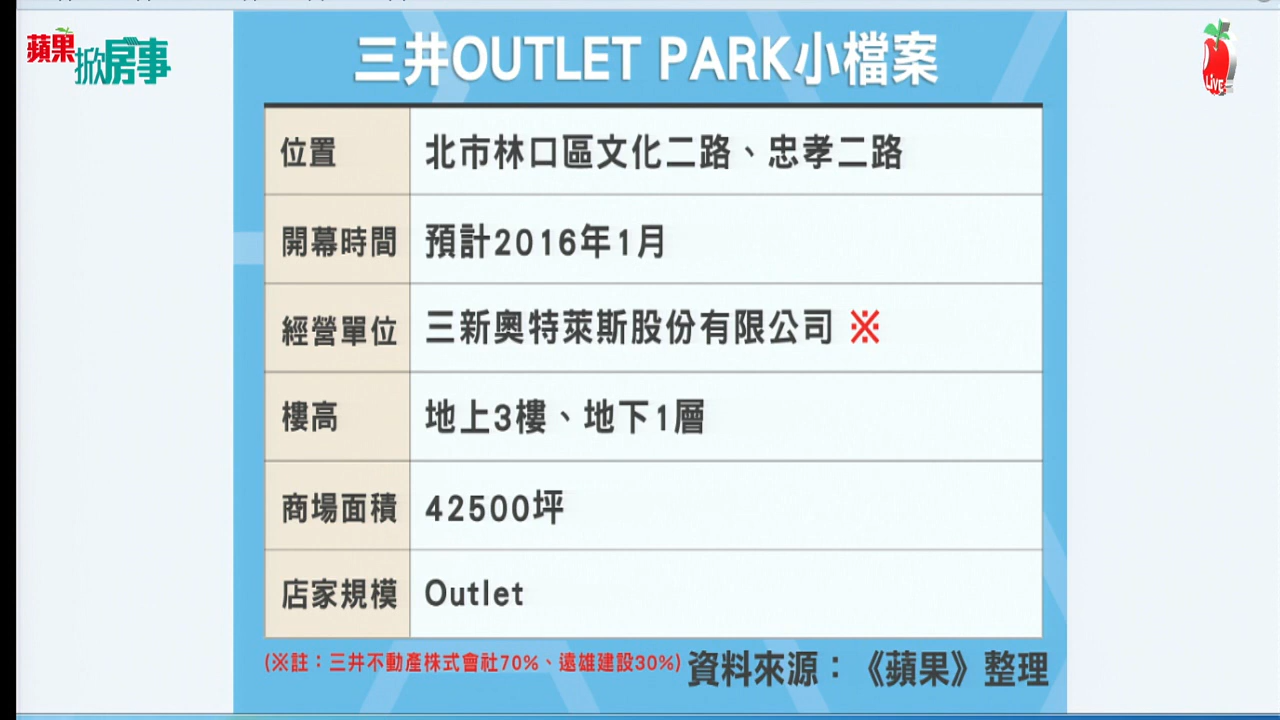 蘋果
掀房事
三井OUTLET PARK小檔案
LiVE
位置 北市林口區文化二路、忠孝二路
開幕時間 預計2016年1月
經營單位 三新奧特萊斯股份有限公司 ※
樓高 地上3樓、地下1層
商場面積 42500坪
店家規模 Outlet
(※註：三井不動產株式會社70%、遠雄建設30%) 資料來源：《蘋果》整理